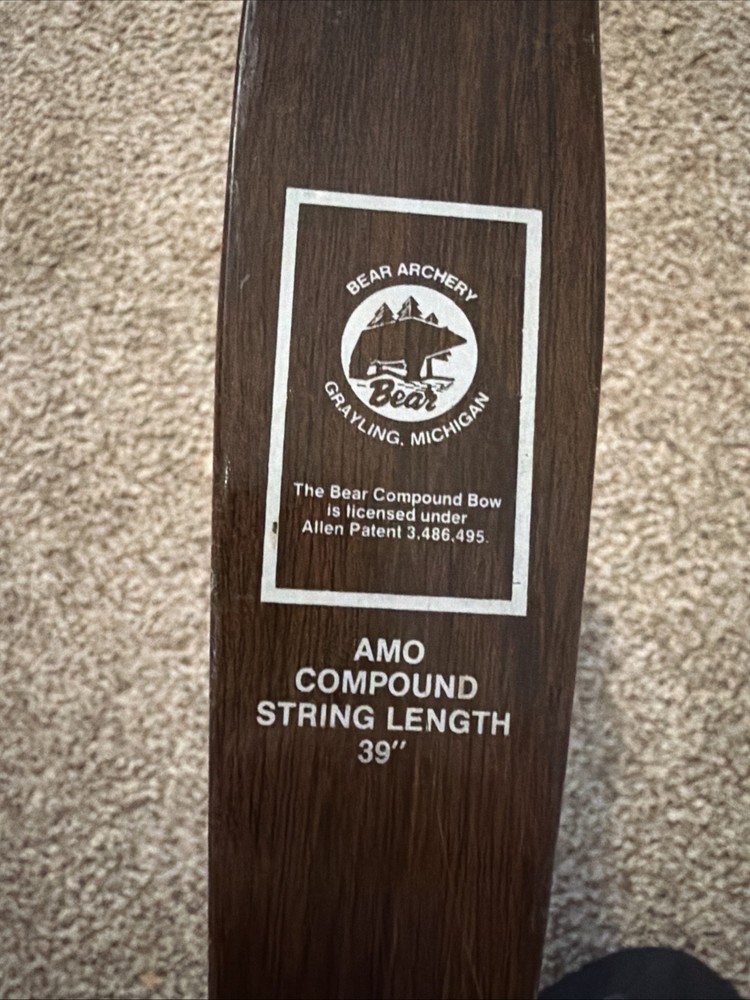 BEAR ARCHERY
Bear
GRAYLING, MICHIGAN
The Bear Compound Bow
is licensed under
Allen Patent 3,486,495.
AMO
COMPOUND
STRING LENGTH
39"